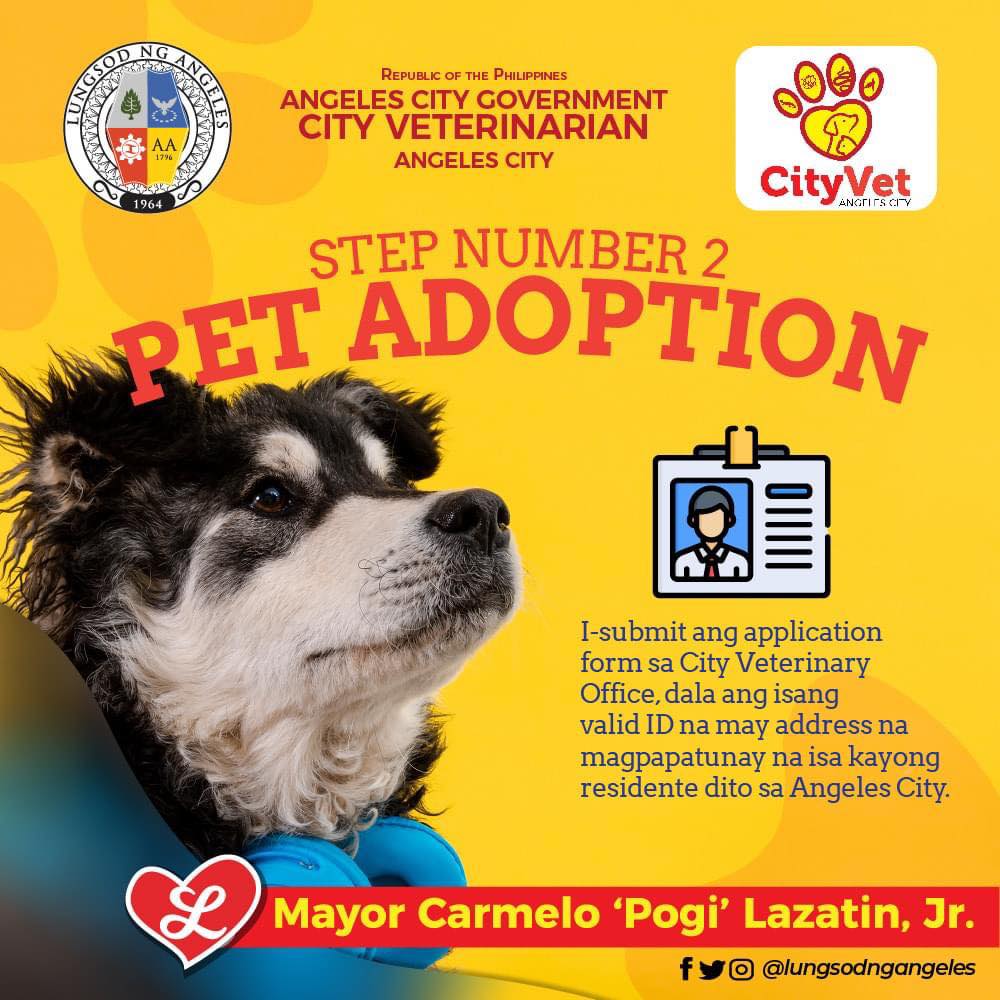 LUNGSOD NG ANGELES
AA
1796
1964
REPUBLIC OF THE PHILIPPINES
ANGELES CITY GOVERNMENT
CITY VETERINARIAN
ANGELES CITY
CityVet
ANGELES CITY
STEP NUMBER 2
PET ADOPTION
I-submit ang application
form sa City Veterinary
Office, dala ang isang
valid ID na may address na
magpapatunay na isa kayong
residente dito sa Angeles City.
L
Mayor Carmelo ‘Pogi’ Lazatin, Jr.
@lungsodngangeles